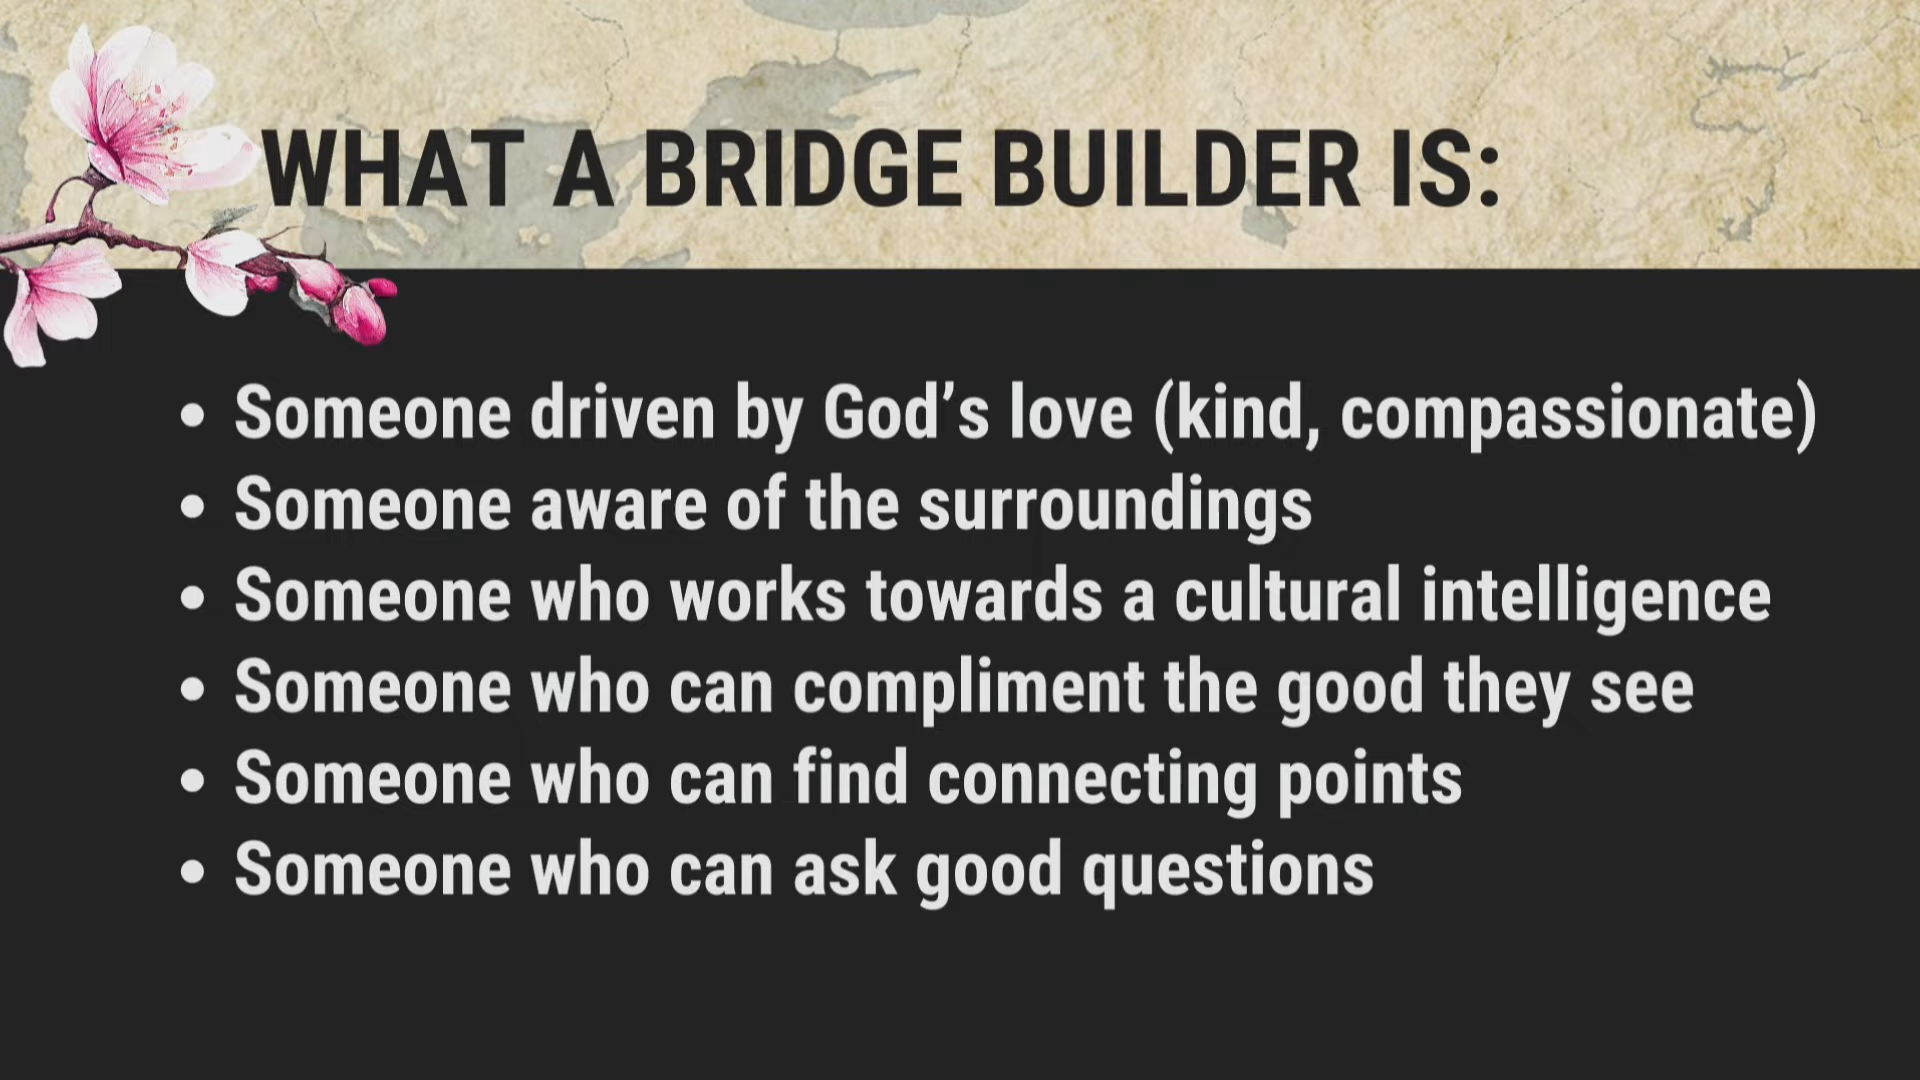 WHAT A BRIDGE BUILDER IS:
• Someone driven by God’s love (kind, compassionate)
• Someone aware of the surroundings
• Someone who works towards a cultural intelligence
• Someone who can compliment the good they see
• Someone who can find connecting points
• Someone who can ask good questions